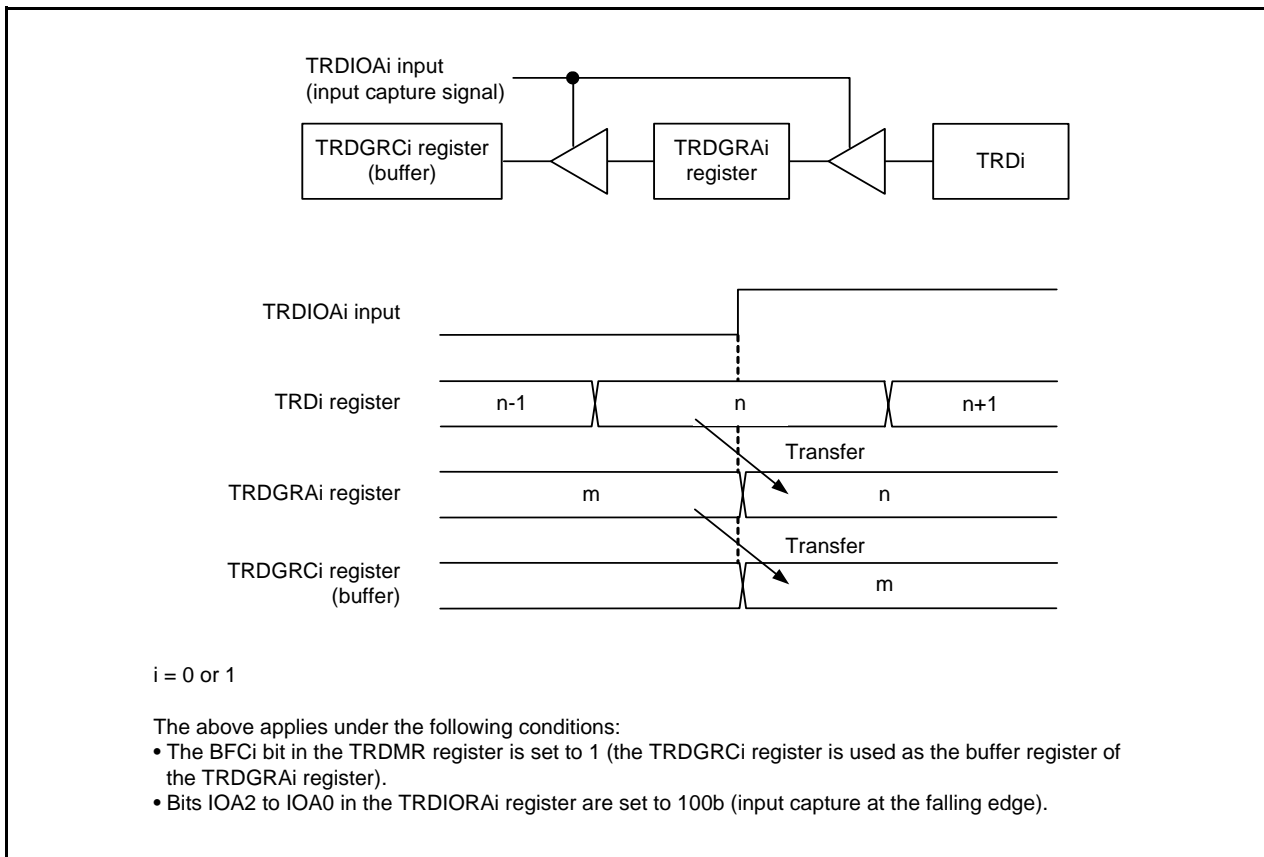 TRDIOAi input
(input capture signal)
TRDGRCi register
(buffer)
TRDGRAi
register
TRDi
TRDIOAi input
TRDi register
n-1
n
n+1
Transfer
TRDGRAi register
m
n
Transfer
TRDGRCi register
(buffer)
m
i = 0 or 1
The above applies under the following conditions:
• The BFCi bit in the TRDMR register is set to 1 (the TRDGRCi register is used as the buffer register of
the TRDGRAi register).
• Bits IOA2 to IOA0 in the TRDIORAi register are set to 100b (input capture at the falling edge).